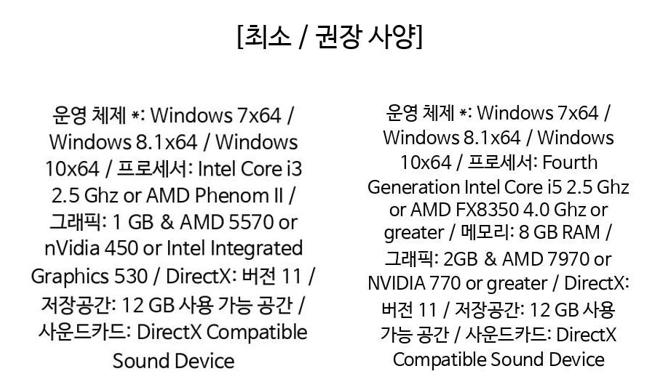 [최소 / 권장 사양]
운영 체제 *: Windows 7x64 /
Windows 8.1x64 / Windows
10x64 / 프로세서: Intel Core i3
2.5 Ghz or AMD Phenom II /
그래픽: 1 GB & AMD 5570 or
nVidia 450 or Intel Integrated
Graphics 530 / DirectX: 버전 11 /
저장공간: 12 GB 사용 가능 공간 /
사운드카드: DirectX Compatible
Sound Device
운영 체제 *: Windows 7x64 /
Windows 8.1x64 / Windows
10x64 / 프로세서: Fourth
Generation Intel Core i5 2.5 Ghz
or AMD FX8350 4.0 Ghz or
greater / 메모리: 8 GB RAM /
그래픽: 2GB & AMD 7970 or
NVIDIA 770 or greater / DirectX:
버전 11 / 저장공간: 12 GB 사용
가능 공간 / 사운드카드: DirectX
Compatible Sound Device